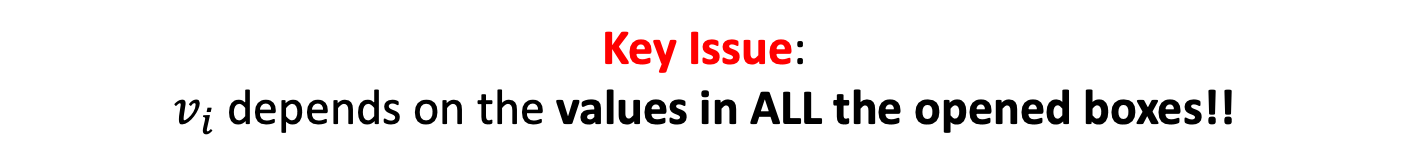 Key Issue:
𝑣ᵢ depends on the values in ALL the opened boxes!!